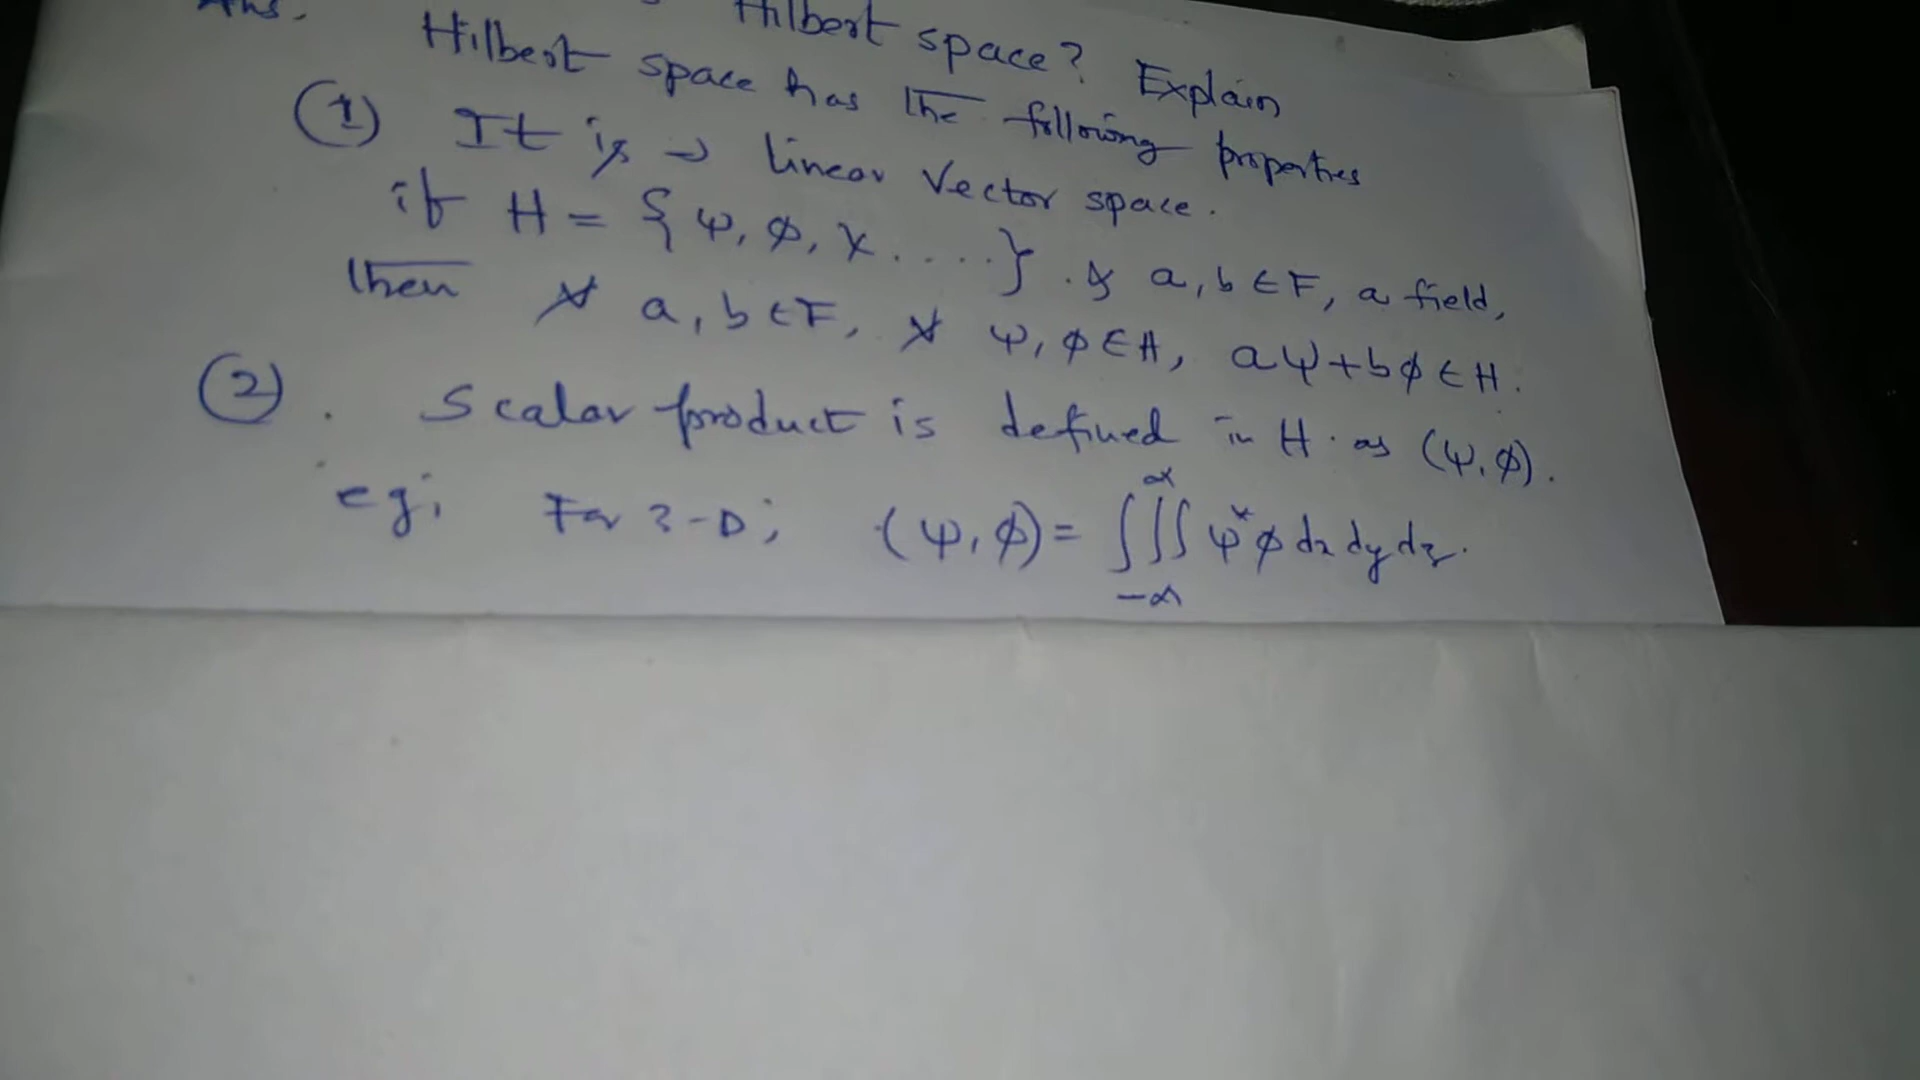 Hilbert space? Explain
Ans. Hilbert space has the following properties
(1) It is → linear vector space.
if H = {ψ, φ, χ.....} . & a, b ∈ F, a field,
then ∀ a, b ∈ F, ∀ ψ, φ ∈ H, aψ+bφ ∈ H.
(2). Scalar product is defined in H. as (ψ, φ).
eg; For 3-D; (ψ, φ) = ∫∫∫ ψ*φ dx dy dz.
∝
-∝